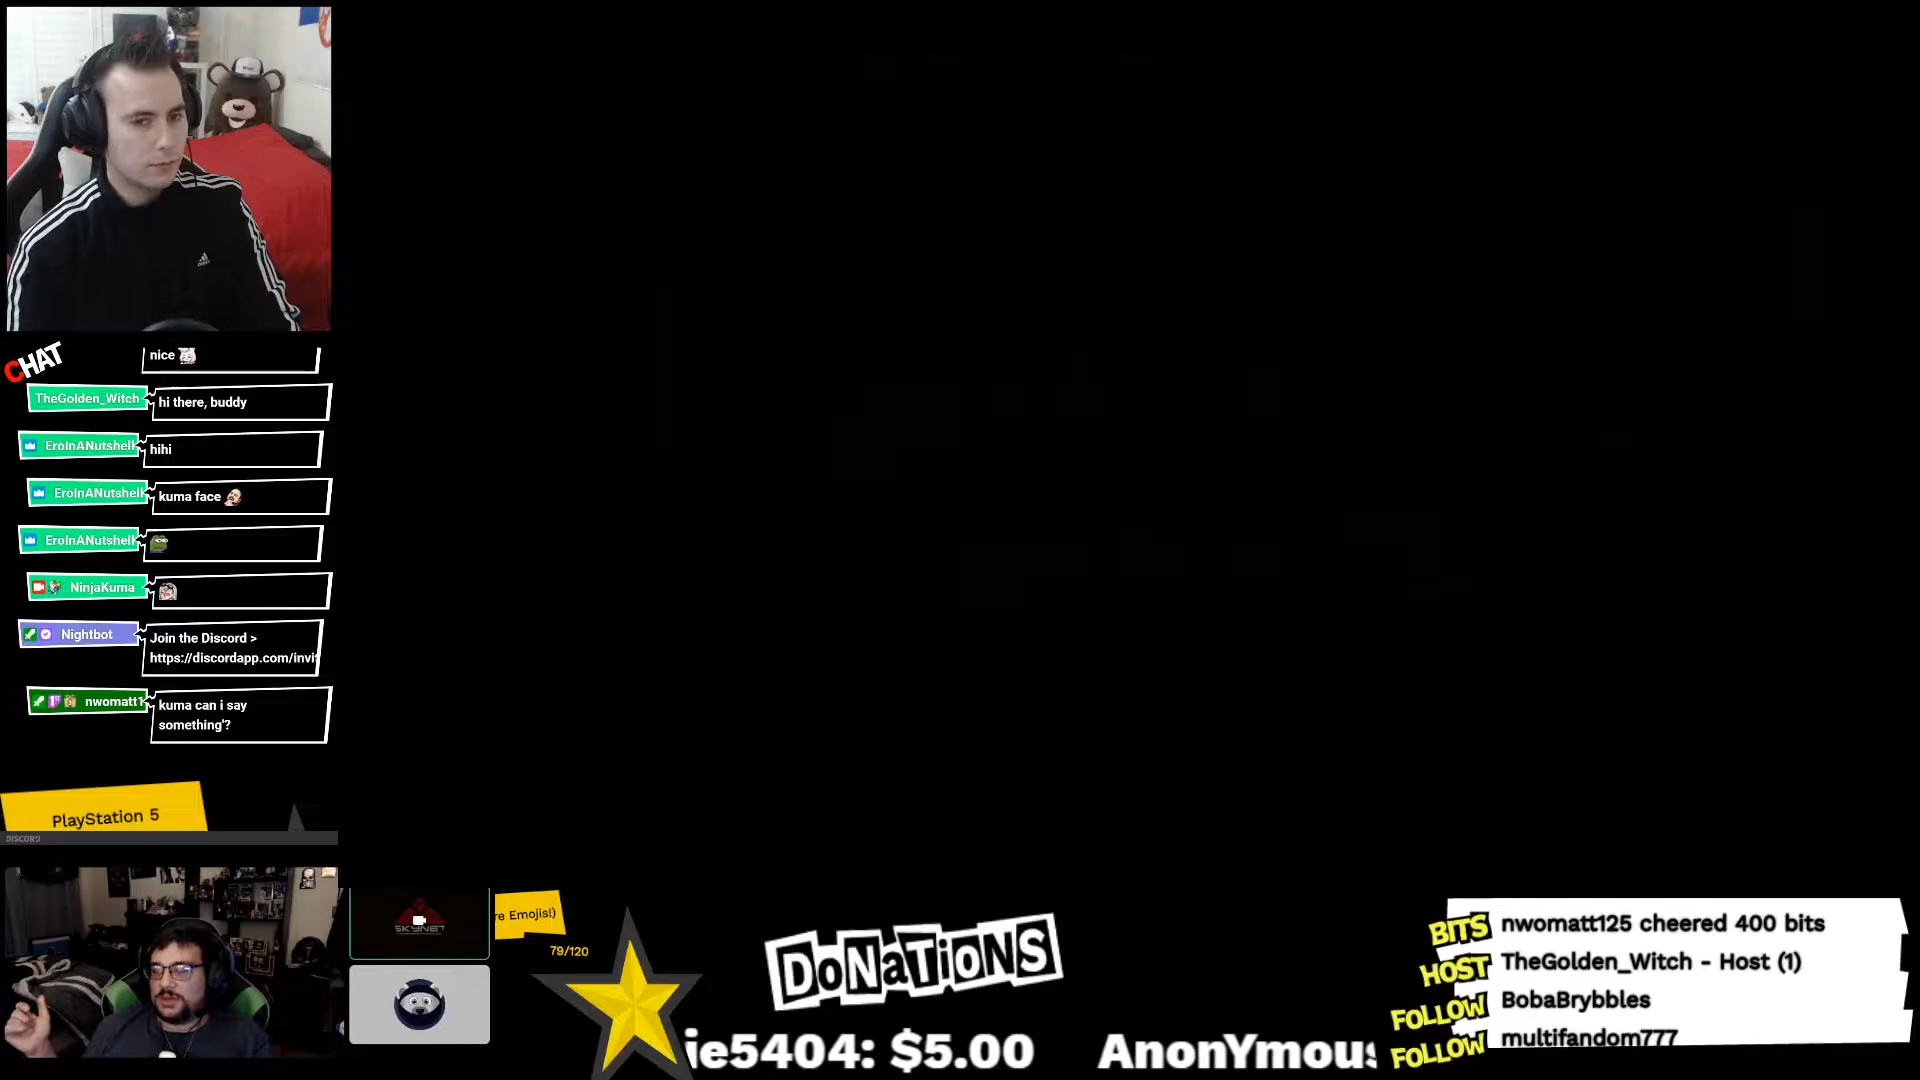 CHAT
nice
TheGolden_Witch
hi there, buddy
EroInANutshell
hihi
EroInANutshell
kuma face
EroInANutshell
NinjaKuma
Nightbot
Join the Discord >
https://discordapp.com/invi
nwomatt1
kuma can i say
something'?
PlayStation 5
DISCORD
SKYNET
re Emojis!)
79/120
DoNaTioNS
ie5404: $5.00 AnonYmous
BITS nwomatt125 cheered 400 bits
HOST TheGolden_Witch - Host (1)
FOLLOW BobaBrybbles
FOLLOW multifandom777